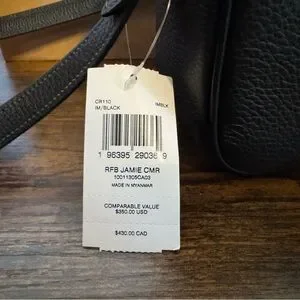 CR110
IM/BLACK IMBLK
1 96395 29036 9
RFB JAMIE CMR
10011305CA03
MADE IN MYANMAR
COMPARABLE VALUE
$350.00 USD
$430.00 CAD